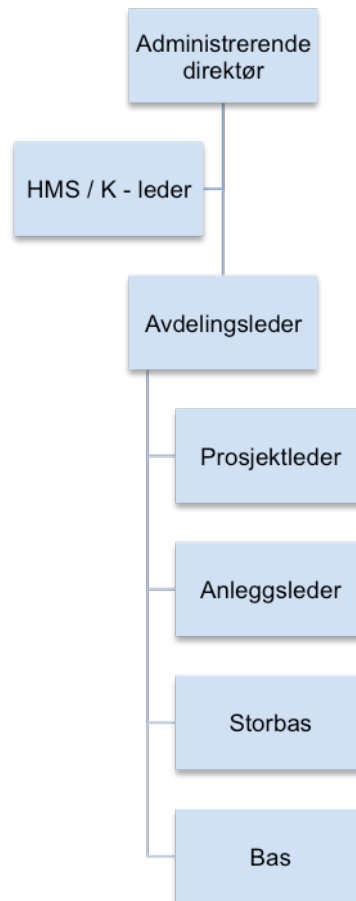 Administrerende
direktør
HMS / K - leder
Avdelingsleder
Prosjektleder
Anleggsleder
Storbas
Bas